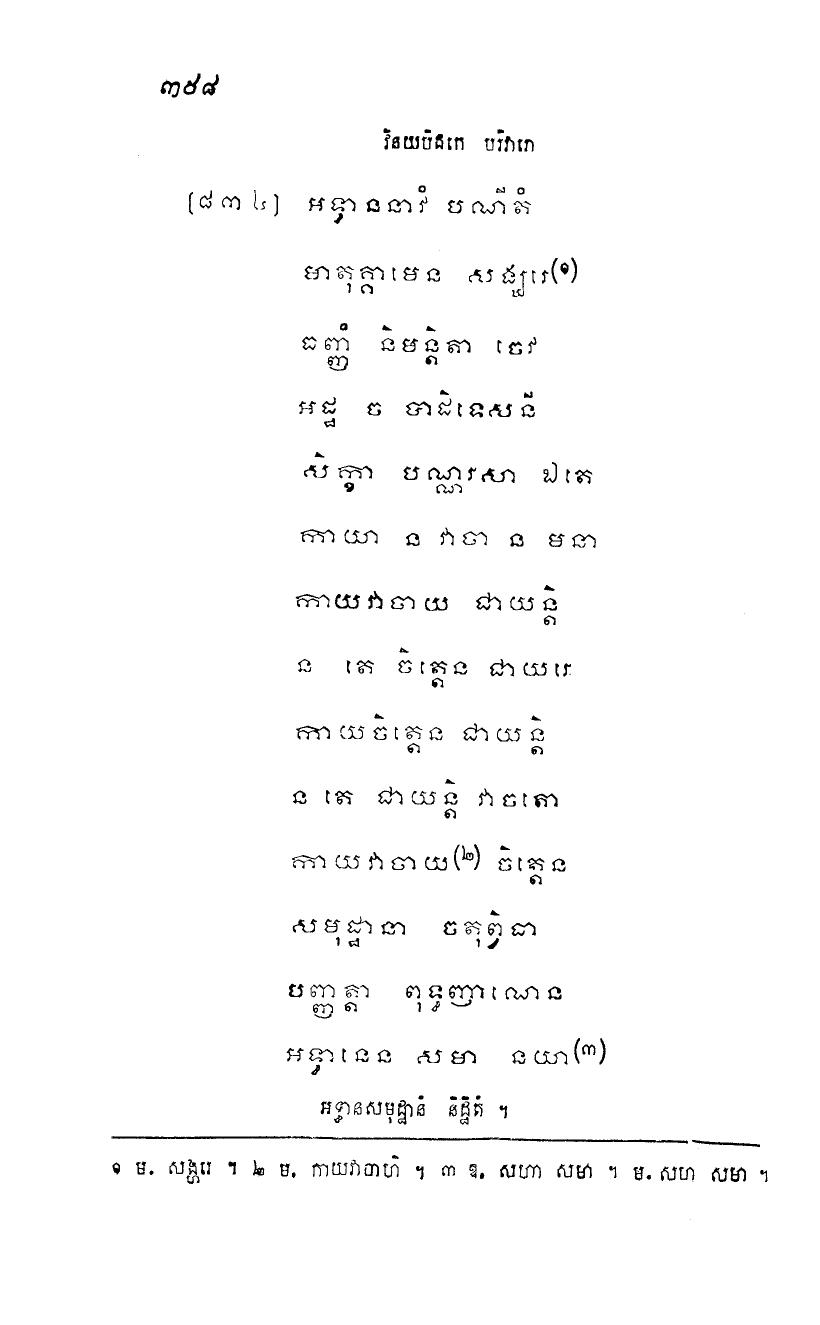 ៣៥៨
វិនយបិដកេ បរិវារោ
[៨៣៤] អទ្ធាននាវំ បណីតំ
មាតុគ្គាមេន សង្ឃរេ(១)
ធញ្ញំ និមន្តិតា ចេវ
អដ្ឋ ច បាដិទេសនី
សិក្ខា បណ្ណរសា ឯតេ
កាយា ន វាចា ន មនា
កាយវាចាយ ជាយន្តិ
ន តេ ចិត្តេន ជាយរេ
កាយចិត្តេន ជាយន្តិ
ន តេ ជាយន្តិ វាចតោ
កាយវាចាយ(២) ចិត្តេន
សមុដ្ឋានា ចតុព្វិធា
បញ្ញត្តា ពុទ្ធញាណេន
អទ្ធានេន សមា នយា(៣)
អទ្ធានសមុដ្ឋានំ និដ្ឋិតំ ។
១ ម. សង្ហរេ ។ ២ ម. កាយវាចាហិ ។ ៣ ឱ. សហា សមា ។ ម. សហ សមា ។